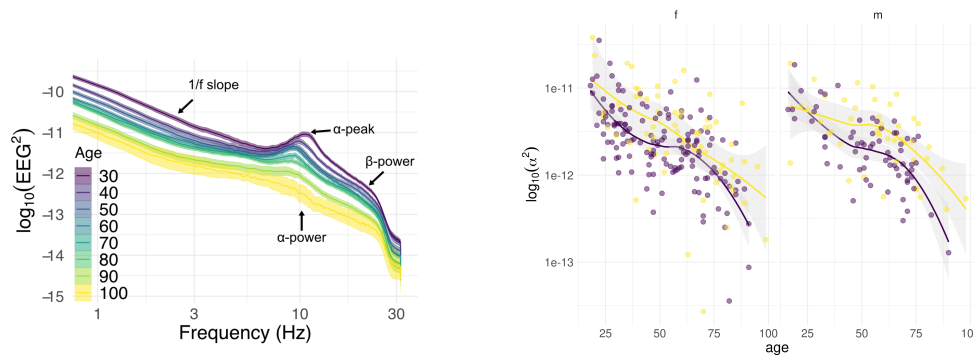 log₁₀(EEG²)
−10
−11
−12
−13
−14
−15
1/f slope
α-peak
β-power
α-power
Age
30
40
50
60
70
80
90
100
1
3
10
30
Frequency (Hz)
f
m
log₁₀(α²)
1e-11
1e-12
1e-13
25
50
75
100
25
50
75
10
age